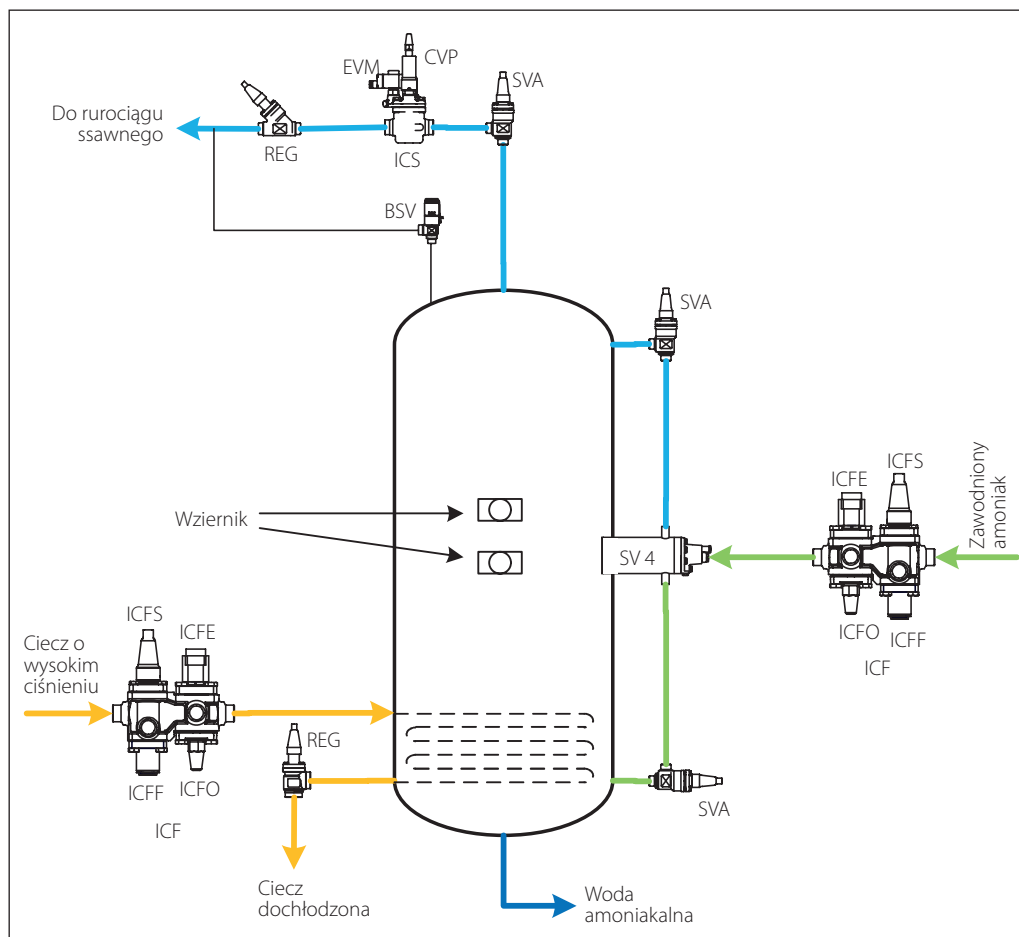 EVM
CVP
SVA
Do rurociągu
ssawnego
REG
ICS
BSV
SVA
ICFE
ICFS
Zawodniony
amoniak
Wziernik
SV 4
ICFO
ICFF
ICF
ICFS
ICFE
Ciecz o
wysokim
ciśnieniu
REG
ICFF
ICFO
ICF
SVA
Ciecz
dochłodzona
Woda
amoniakalna